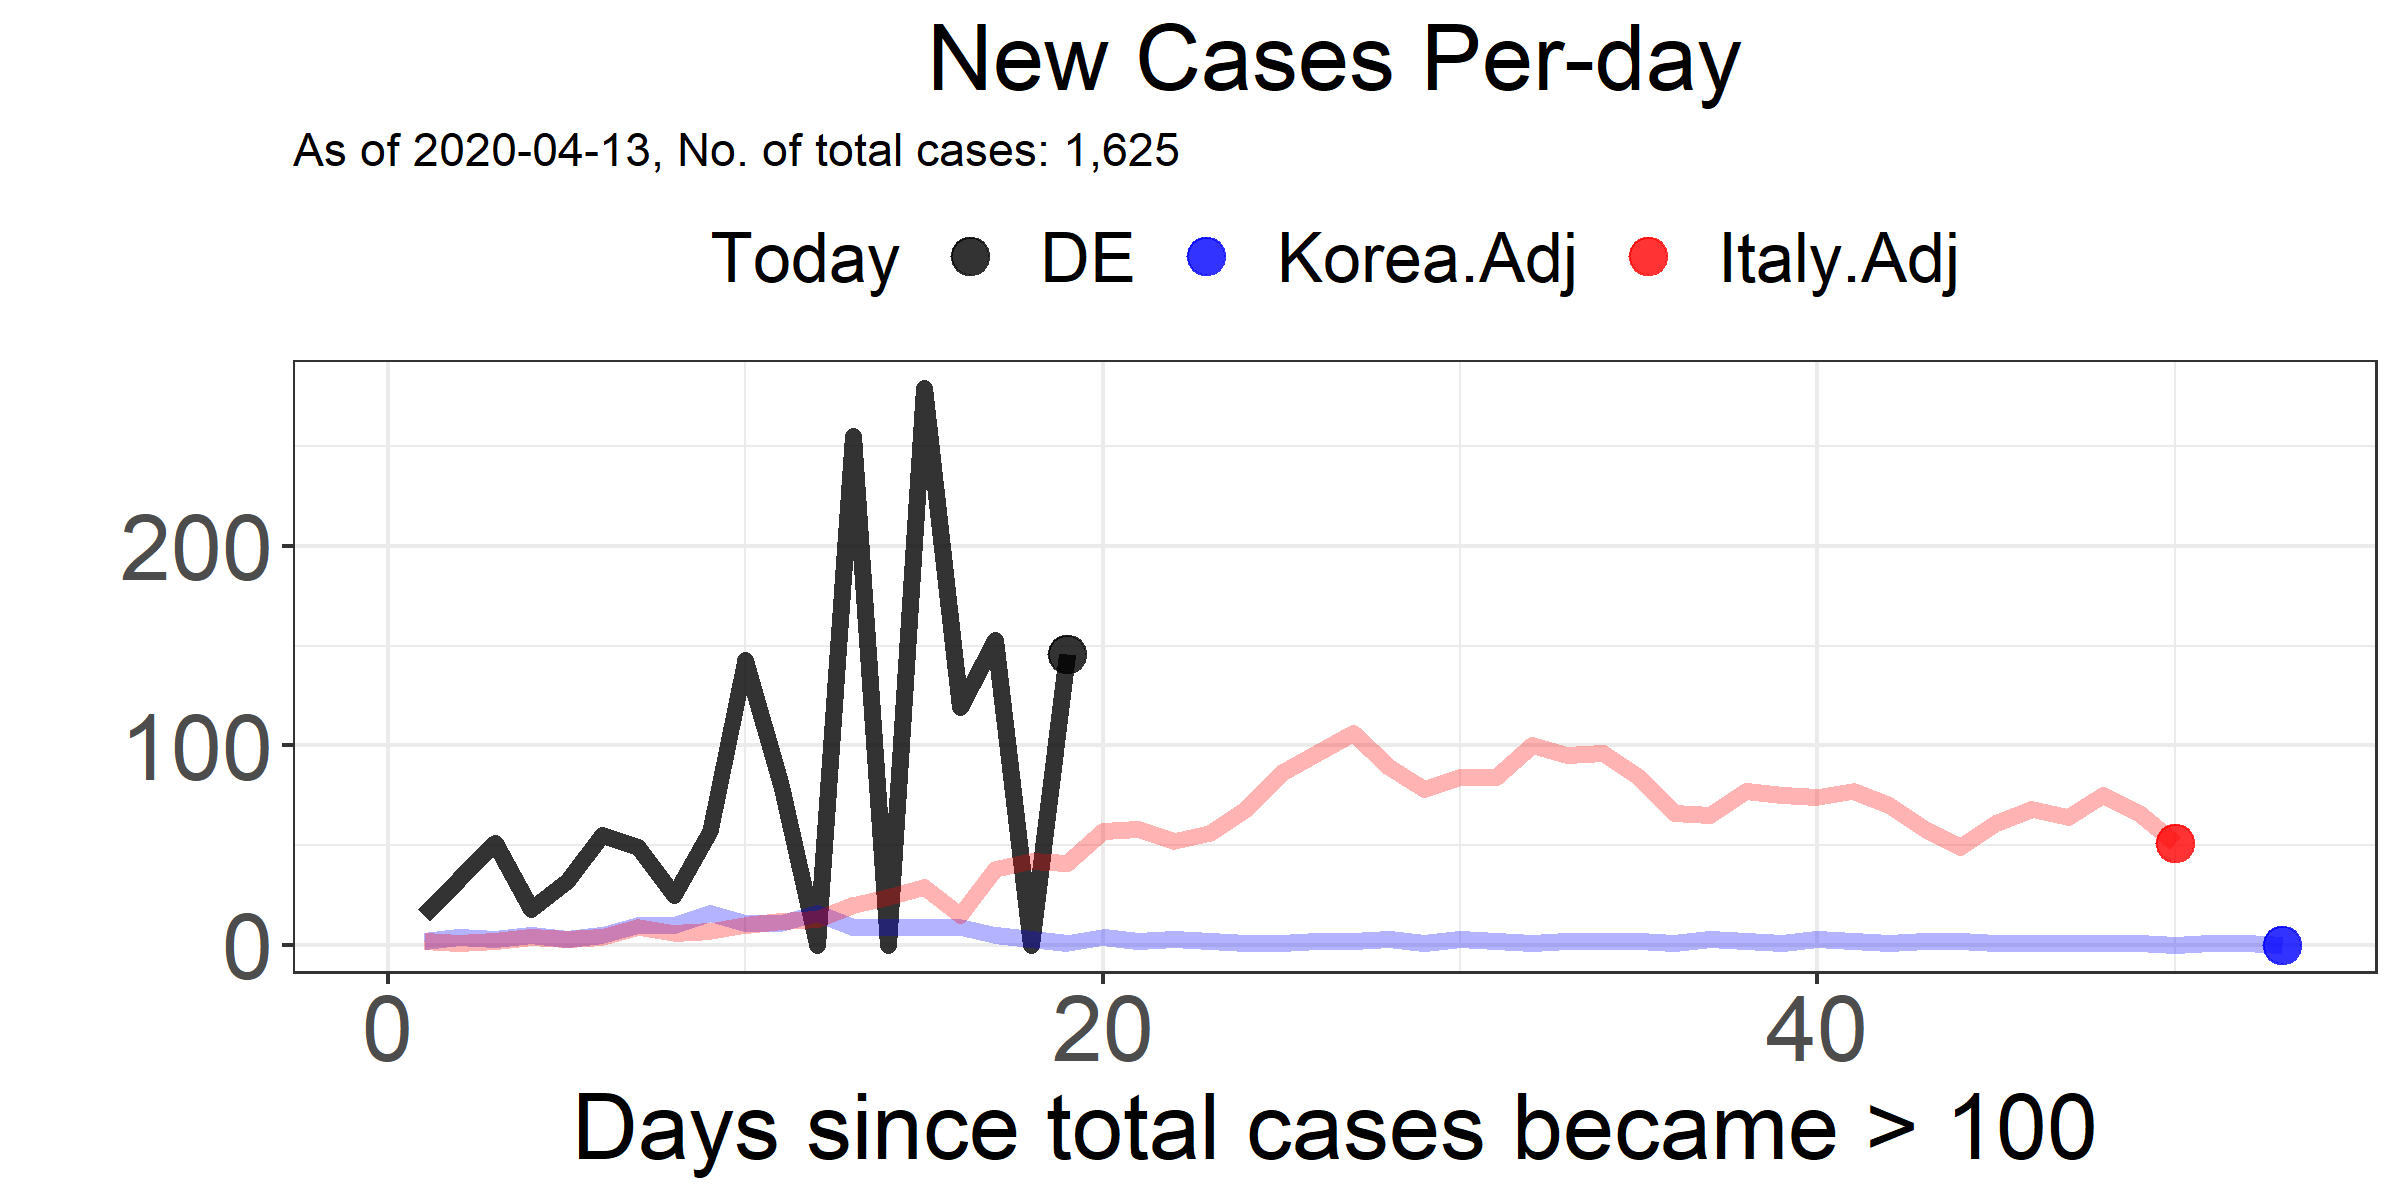 New Cases Per-day
As of 2020-04-13, No. of total cases: 1,625
Today DE Korea.Adj Italy.Adj
200
100
0
0 20 40
Days since total cases became > 100